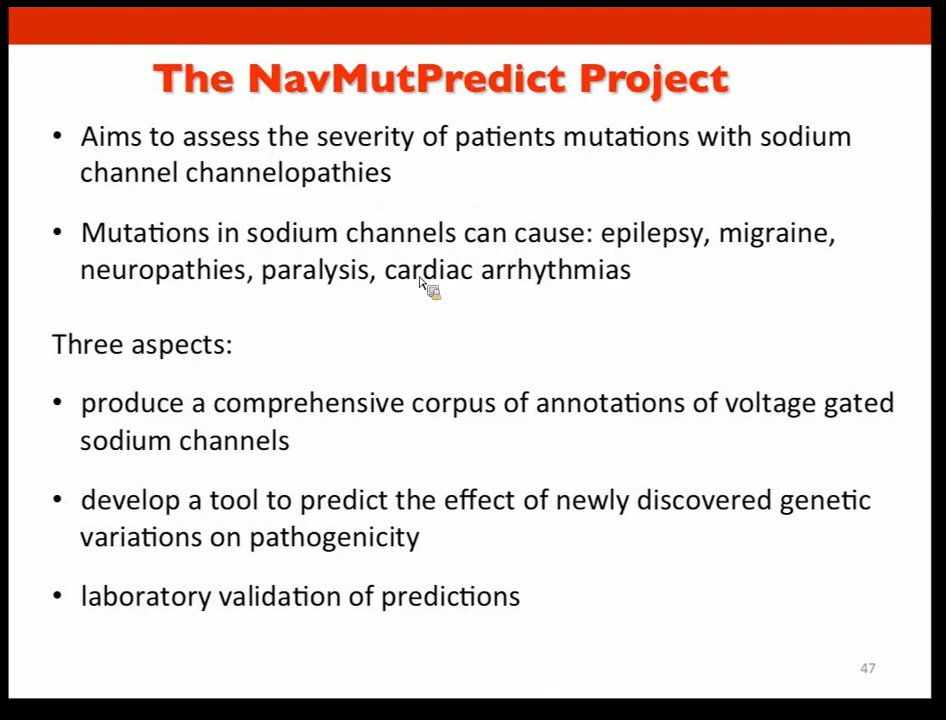 The NavMutPredict Project
• Aims to assess the severity of patients mutations with sodium
channel channelopathies
• Mutations in sodium channels can cause: epilepsy, migraine,
neuropathies, paralysis, cardiac arrhythmias
Three aspects:
• produce a comprehensive corpus of annotations of voltage gated
sodium channels
• develop a tool to predict the effect of newly discovered genetic
variations on pathogenicity
• laboratory validation of predictions
47